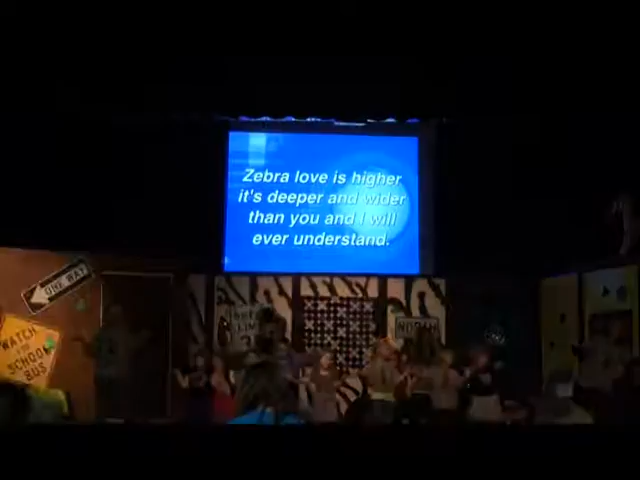 Zebra love is higher
it's deeper and wider
than you and I will
ever understand.
ONE WAY
WATCH
SCHOOL
BUS
NORAH